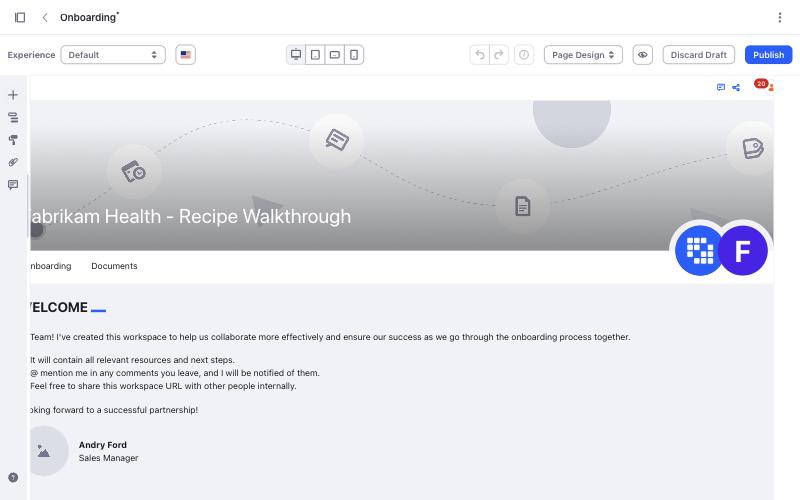 Onboarding*
Experience
Default
Page Design
Discard Draft
Publish
20
abrikam Health - Recipe Walkthrough
F
nboarding
Documents
ELCOME
Team! I've created this workspace to help us collaborate more effectively and ensure our success as we go through the onboarding process together.
It will contain all relevant resources and next steps.
@ mention me in any comments you leave, and I will be notified of them.
Feel free to share this workspace URL with other people internally.
oking forward to a successful partnership!
Andry Ford
Sales Manager